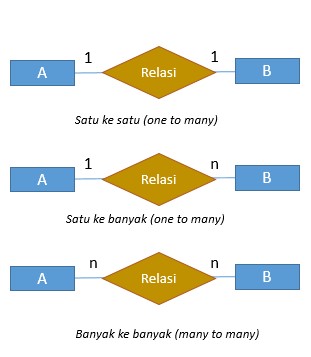 A 1 Relasi 1 B
Satu ke satu (one to many)
A 1 Relasi n B
Satu ke banyak (one to many)
A n Relasi n B
Banyak ke banyak (many to many)